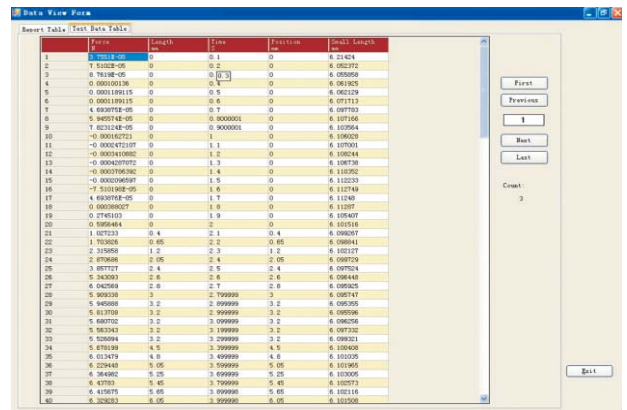 Data View Form
Report Table Test Data Table
Force N Length mm Time S Position mm Small Length mm
1 3.7551E-05 0 0.1 0 6.21424
2 7.5102E-05 0 0.2 0 6.052372
3 8.7619E-05 0 0.3 0 6.055858
4 0.000100136 0 0.4 0 6.061925
5 0.0001189115 0 0.5 0 6.062129
6 0.0001189115 0 0.6 0 6.071713
7 4.693875E-05 0 0.7 0 6.097783
8 5.945574E-05 0 0.8000001 0 6.107166
9 7.823124E-05 0 0.9000001 0 6.103564
10 -0.000162721 0 1 0 6.106028
11 -0.0002472107 0 1.1 0 6.107001
12 -0.0003410882 0 1.2 0 6.108244
13 -0.0004287072 0 1.3 0 6.106738
14 -0.0003786392 0 1.4 0 6.110352
15 -0.0002096597 0 1.5 0 6.112233
16 -7.510198E-05 0 1.6 0 6.112749
17 4.693876E-05 0 1.7 0 6.11248
18 0.000388027 0 1.8 0 6.11287
19 0.2745103 0 1.9 0 6.105407
20 0.5956464 0 2 0 6.101516
21 1.027233 0.4 2.1 0.4 6.099267
22 1.703826 0.65 2.2 0.65 6.098841
23 2.315858 1.2 2.3 1.2 6.102127
24 2.870686 2.05 2.4 2.05 6.099729
25 3.857727 2.4 2.5 2.4 6.097524
26 5.343093 2.6 2.6 2.6 6.096448
27 6.042569 2.8 2.7 2.8 6.095925
28 5.909338 3 2.799999 3 6.095747
29 5.945888 3.2 2.899999 3.2 6.095355
30 5.813708 3.2 2.999999 3.2 6.095596
31 5.680702 3.2 3.099999 3.2 6.096256
32 5.563343 3.2 3.199999 3.2 6.097332
33 5.526894 3.2 3.299999 3.2 6.099321
34 5.678199 4.5 3.399999 4.5 6.100408
35 6.013479 4.8 3.499999 4.8 6.101035
36 6.229448 5.05 3.599999 5.05 6.101965
37 6.364982 5.25 3.699999 5.25 6.103005
38 6.43783 5.45 3.799999 5.45 6.102573
39 6.415675 5.65 3.899998 5.65 6.102116
40 6.329283 6.05 3.999998 6.05 6.101508
0.3
First
Previous
1
Next
Last
Count:
3
Exit